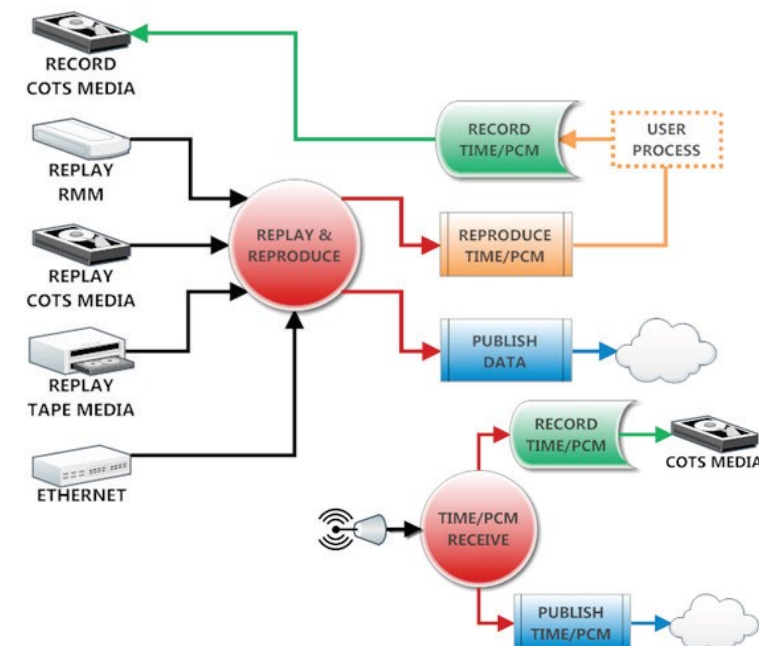 RECORD
COTS MEDIA
RECORD
TIME/PCM
USER
PROCESS
REPLAY
RMM
REPLAY &
REPRODUCE
REPRODUCE
TIME/PCM
REPLAY
COTS MEDIA
PUBLISH
DATA
REPLAY
TAPE MEDIA
RECORD
TIME/PCM
COTS MEDIA
ETHERNET
TIME/PCM
RECEIVE
PUBLISH
TIME/PCM